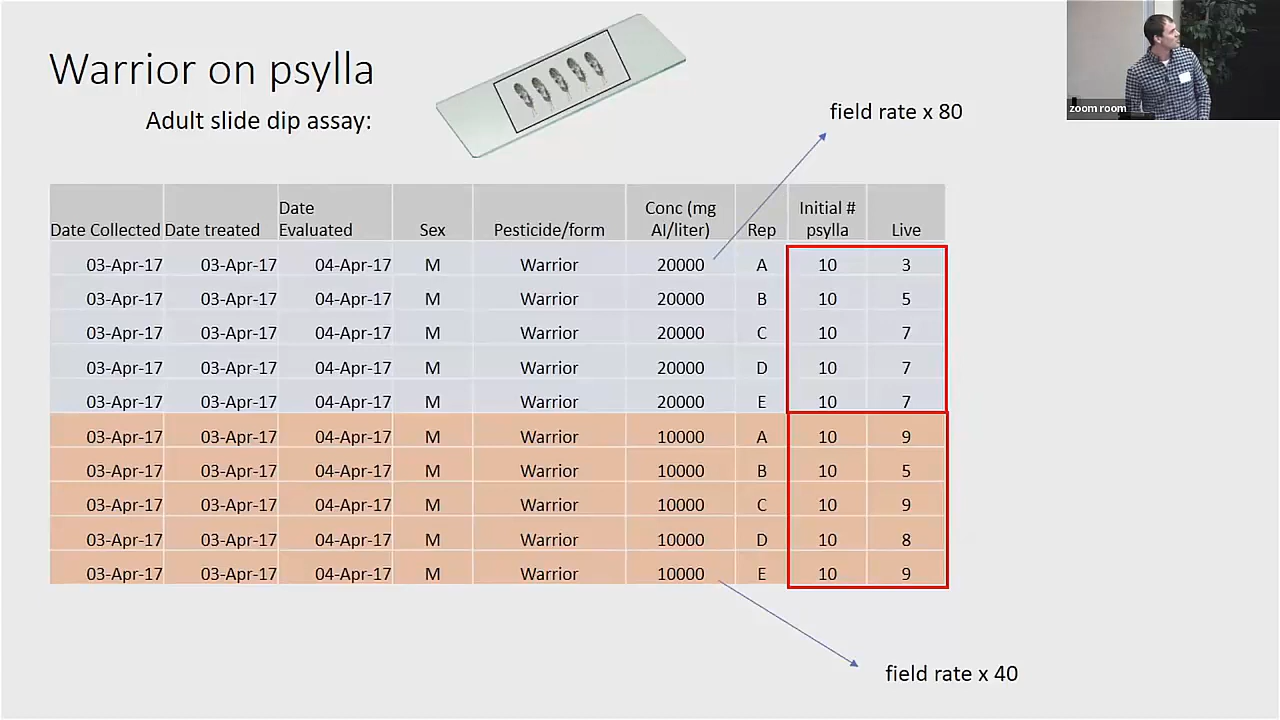 Warrior on psylla
Adult slide dip assay:
zoom room
field rate x 80
Date Collected Date treated Date Evaluated Sex Pesticide/form Conc (mg AI/liter) Rep Initial # psylla Live
03-Apr-17 03-Apr-17 04-Apr-17 M Warrior 20000 A 10 3
03-Apr-17 03-Apr-17 04-Apr-17 M Warrior 20000 B 10 5
03-Apr-17 03-Apr-17 04-Apr-17 M Warrior 20000 C 10 7
03-Apr-17 03-Apr-17 04-Apr-17 M Warrior 20000 D 10 7
03-Apr-17 03-Apr-17 04-Apr-17 M Warrior 20000 E 10 7
03-Apr-17 03-Apr-17 04-Apr-17 M Warrior 10000 A 10 9
03-Apr-17 03-Apr-17 04-Apr-17 M Warrior 10000 B 10 5
03-Apr-17 03-Apr-17 04-Apr-17 M Warrior 10000 C 10 9
03-Apr-17 03-Apr-17 04-Apr-17 M Warrior 10000 D 10 8
03-Apr-17 03-Apr-17 04-Apr-17 M Warrior 10000 E 10 9
field rate x 40